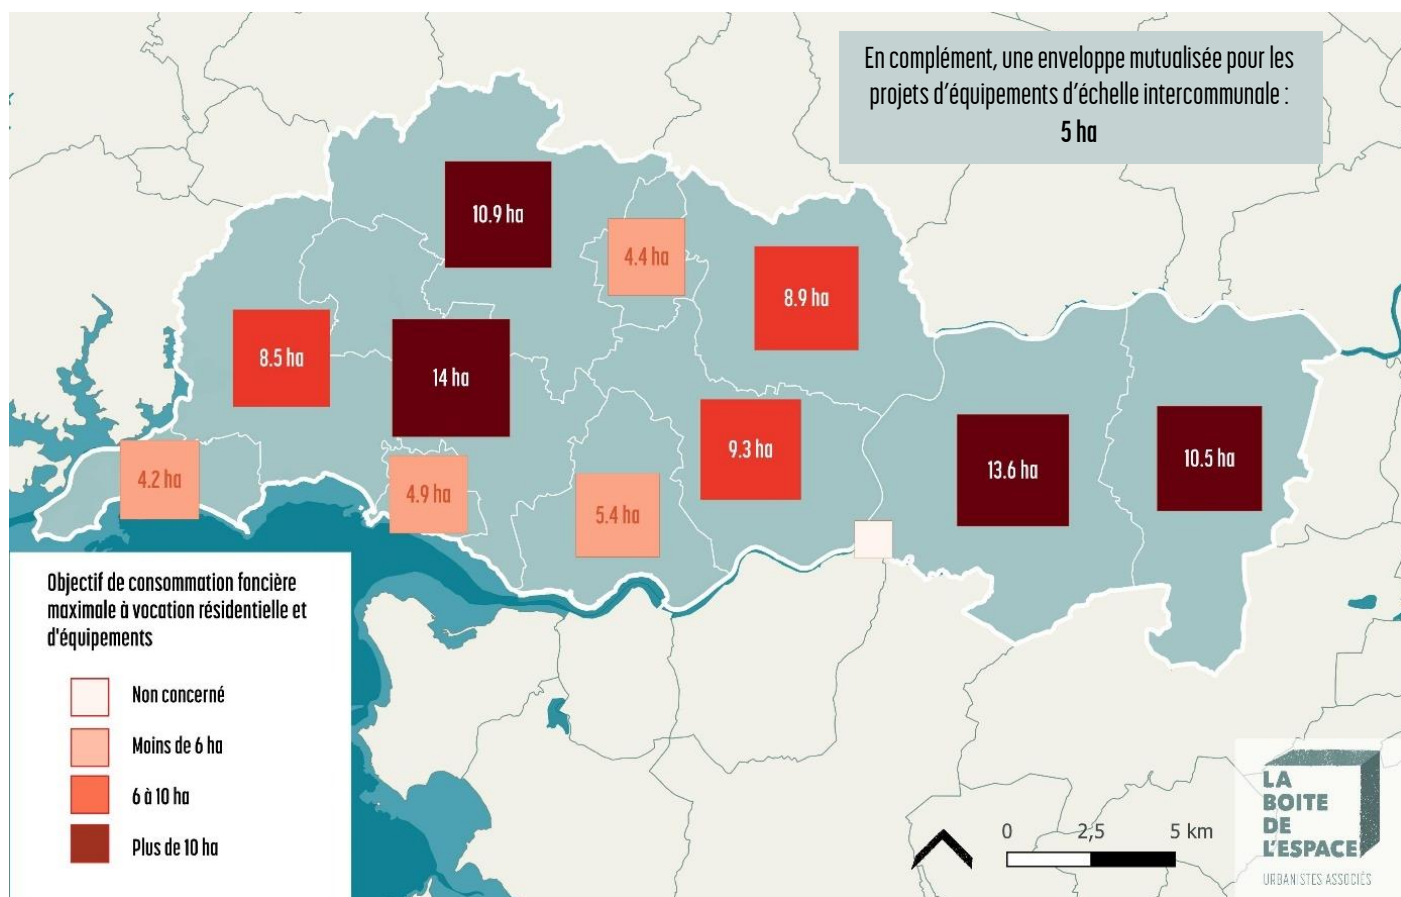 En complément, une enveloppe mutualisée pour les
projets d'équipements d'échelle intercommunale :
5 ha
10.9 ha
4.4 ha
8.9 ha
8.5 ha
14 ha
9.3 ha
13.6 ha
10.5 ha
4.2 ha
4.9 ha
5.4 ha
Objectif de consommation foncière
maximale à vocation résidentielle et
d'équipements
Non concerné
Moins de 6 ha
6 à 10 ha
Plus de 10 ha
0 2,5 5 km
LA
BOITE
DE
L'ESPACE
URBANISTES ASSOCIÉS